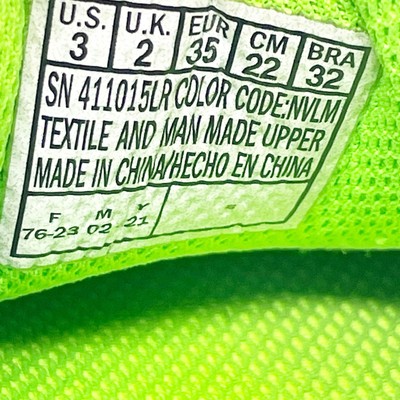 U.S. U.K. EUR CM BRA
3 2 35 22 32
SN 411015LR COLOR CODE:NVLM
TEXTILE AND MAN MADE UPPER
MADE IN CHINA/HECHO EN CHINA
F M Y
76-23 02 21